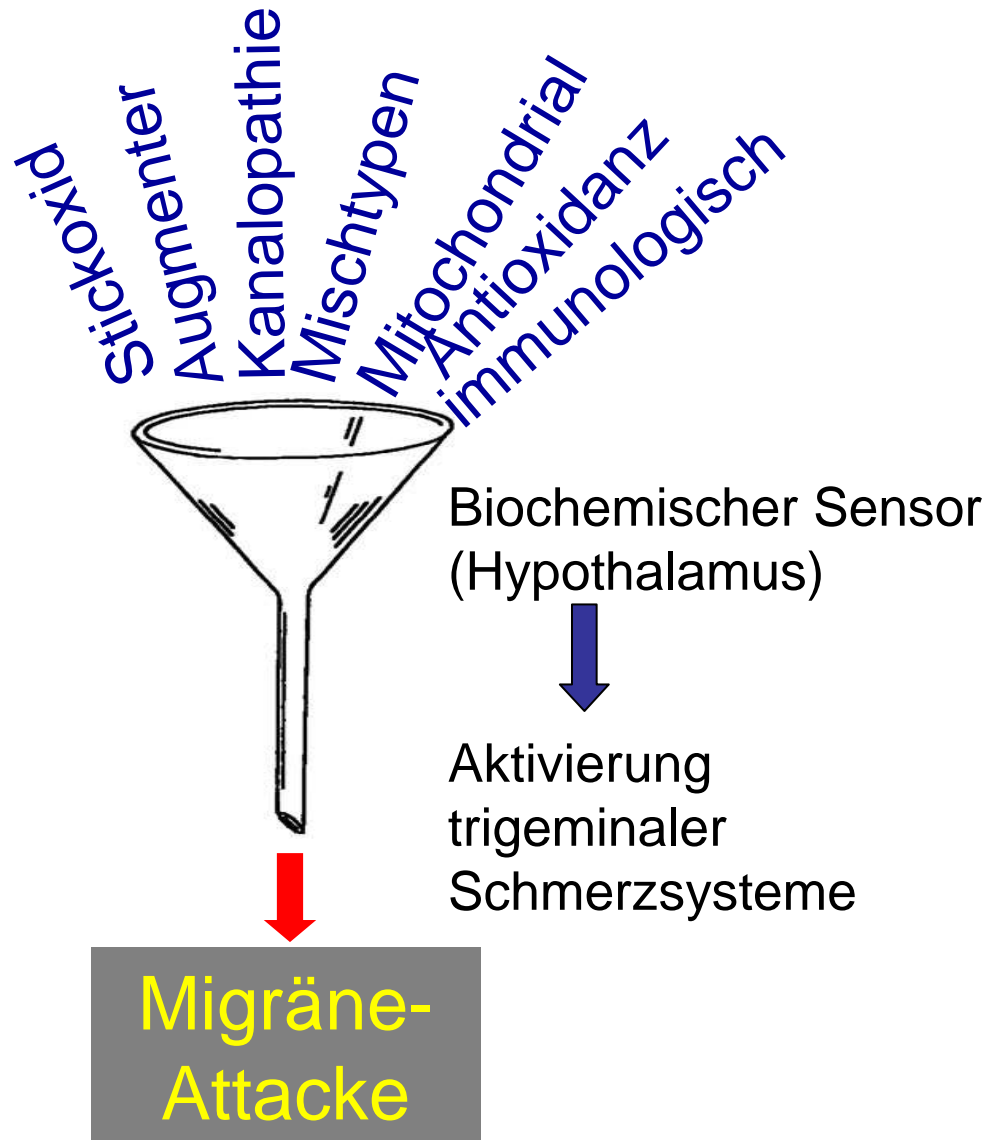 Stickoxid
Augmenter
Kanalopathie
Mischtypen
Mitochondrial
Antioxidanz
immunologisch
Biochemischer Sensor
(Hypothalamus)
Aktivierung
trigeminaler
Schmerzsysteme
Migräne-
Attacke